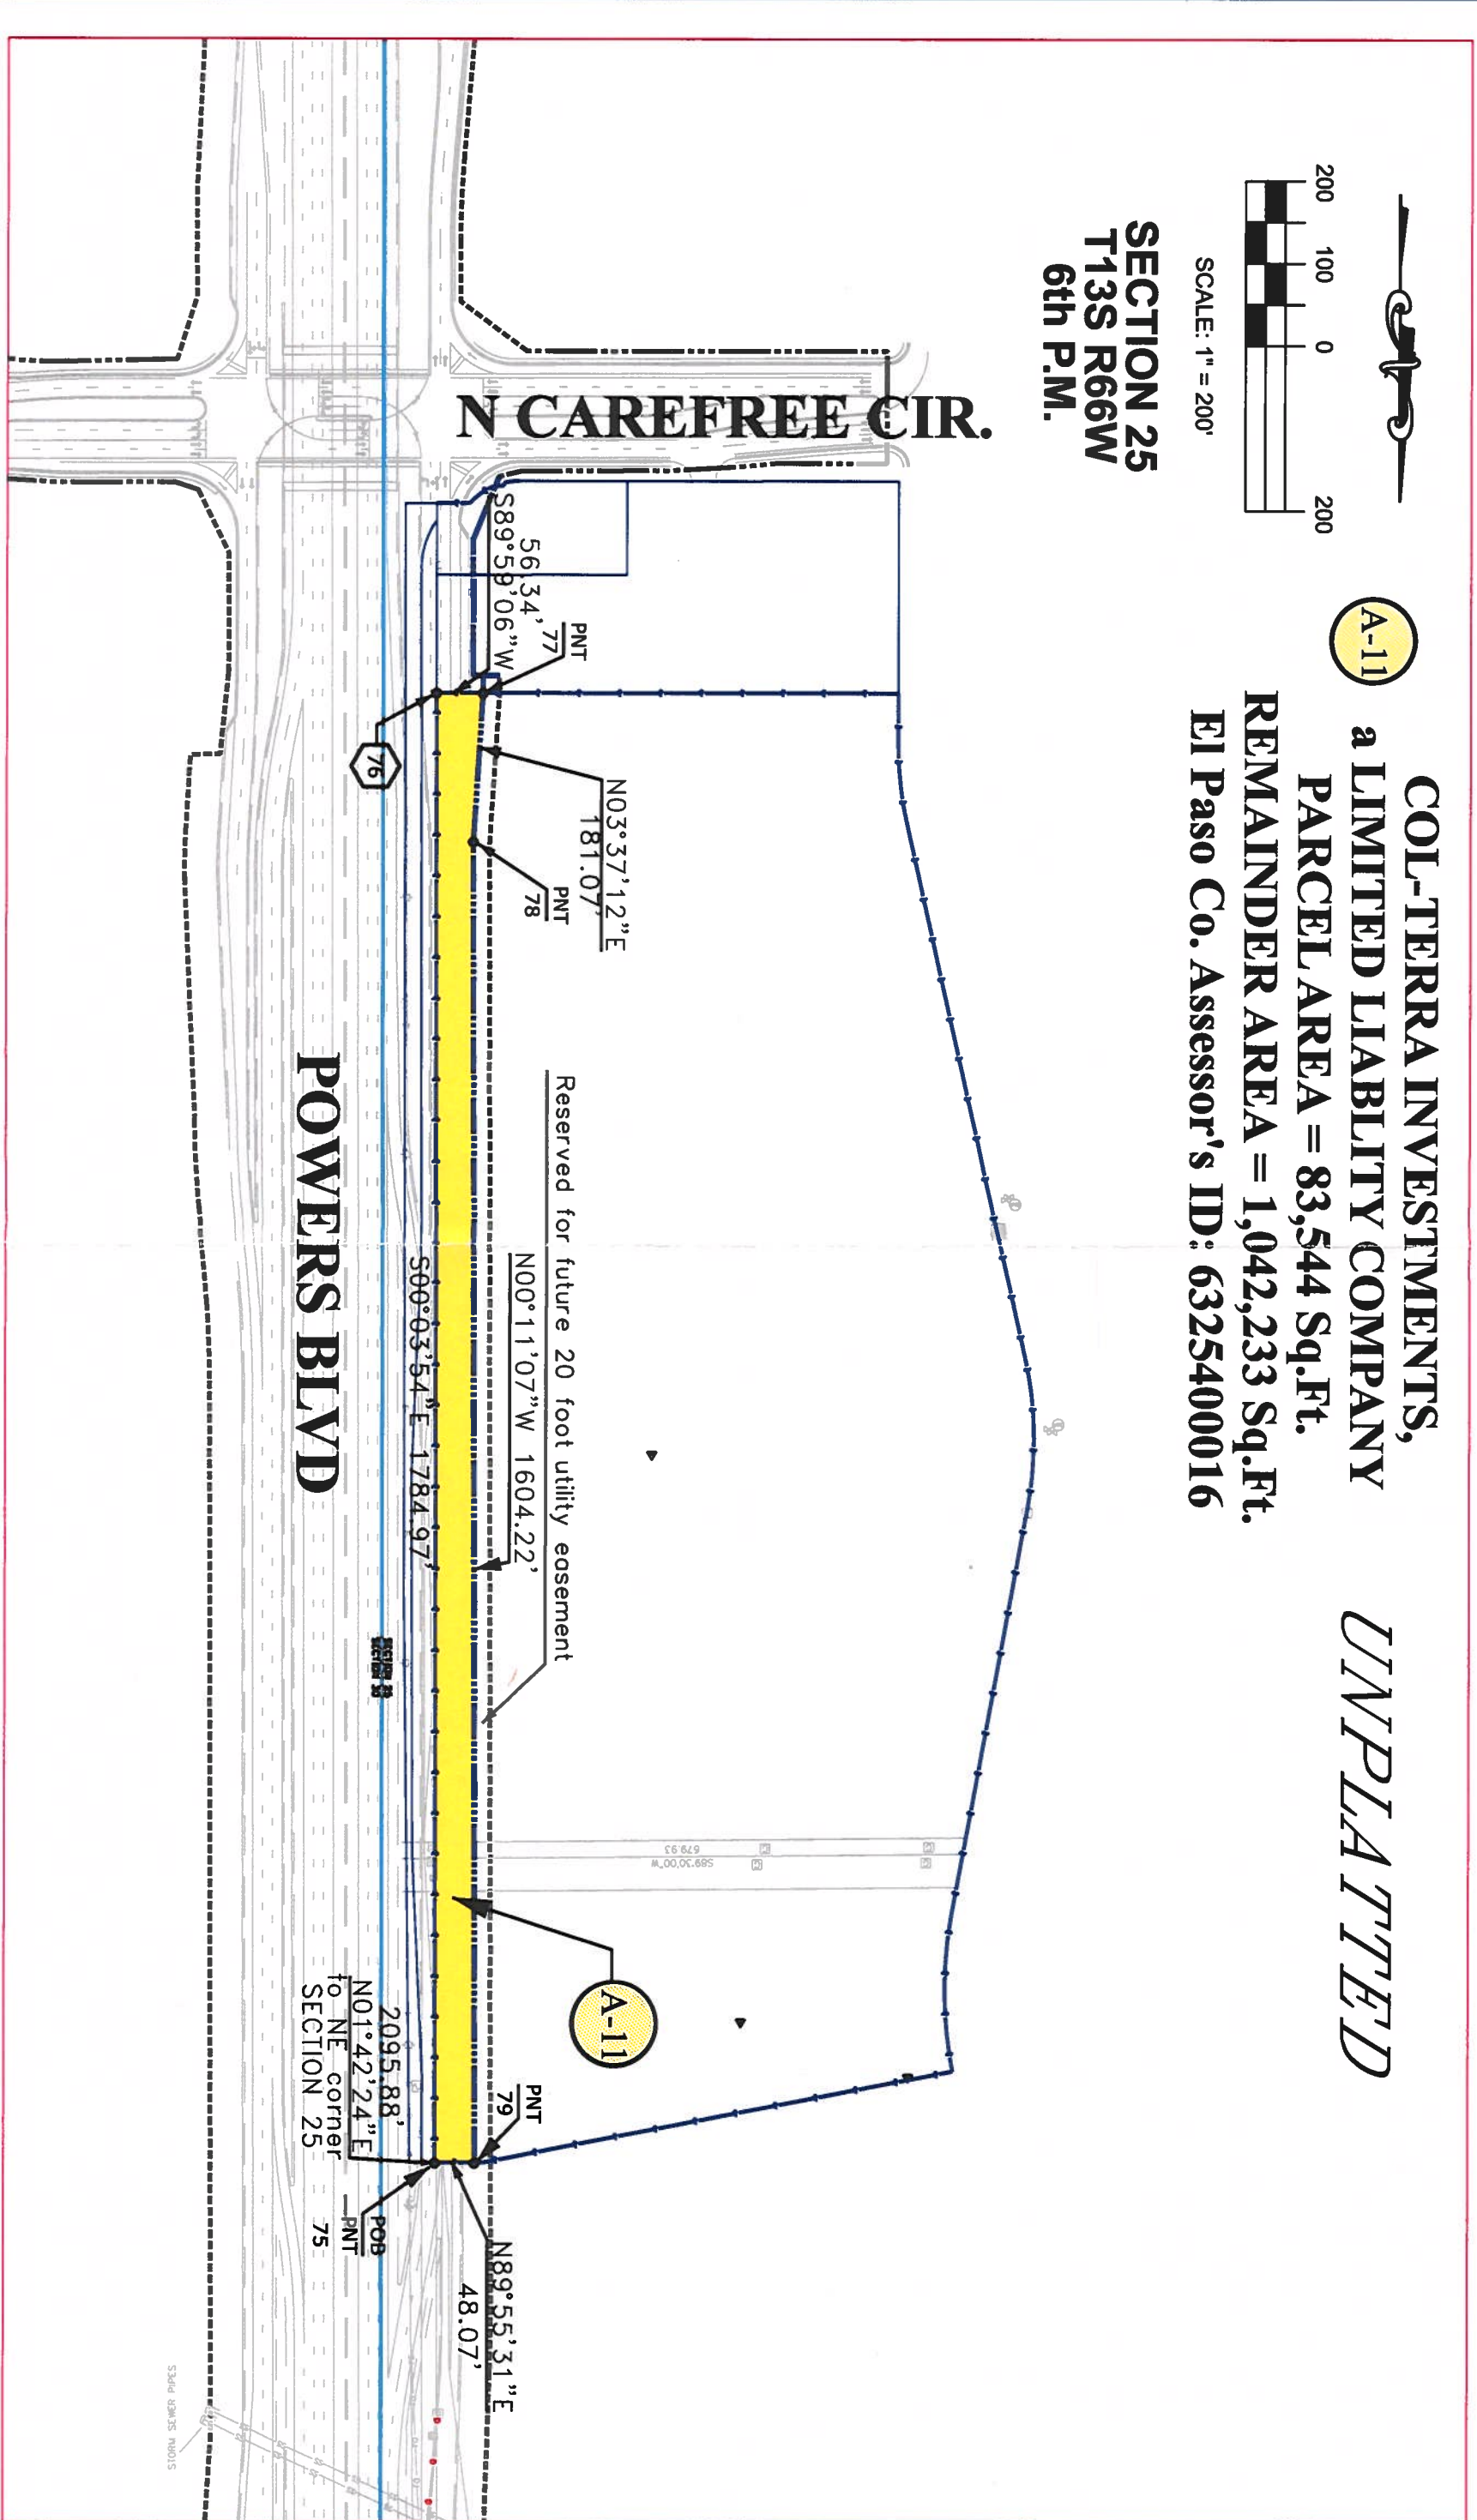 COL-TERRA INVESTMENTS,
A-11
a LIMITED LIABLITY COMPANY
PARCEL AREA = 83,544 Sq.Ft.
REMAINDER AREA = 1,042,233 Sq.Ft.
El Paso Co. Assessor's ID: 6325400016
UNPLATTED
200 100 0 200
SCALE: 1" = 200'
SECTION 25
T13S R66W
6th P.M.
N CAREFREE CIR.
56.34'
S89°59'06"W
PNT
77
N03°37'12"E
181.07'
PNT
78
76
Reserved for future 20 foot utility easement
N00°11'07"W 1604.22'
S00°03'54"E 1784.97'
POWERS BLVD
679.93
S89°30'00"W
A-11
PNT
79
2095.88'
N01°42'24"E
to NE corner
SECTION 25
POB
PNT
75
N89°55'31"E
48.07'
STORM SEWER PIPES